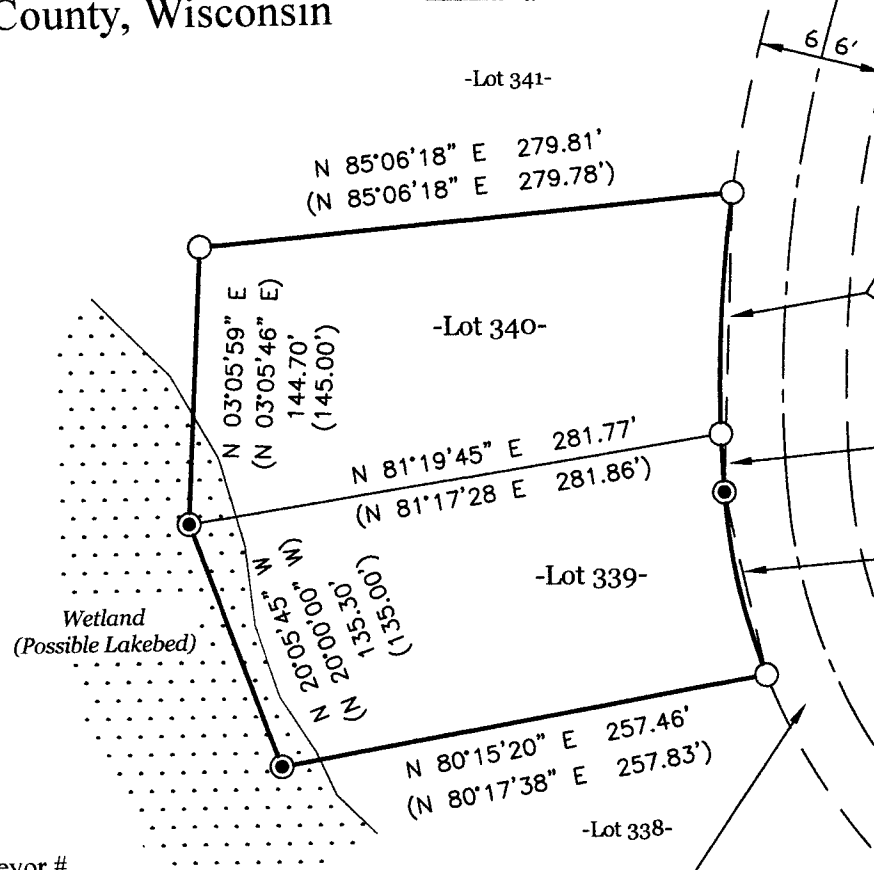 County, Wisconsin
6 6'
-Lot 341-
N 85°06'18" E 279.81'
(N 85°06'18" E 279.78')
N 03°05'59" E
(N 03°05'46" E)
144.70'
(145.00')
-Lot 340-
N 81°19'45" E 281.77'
(N 81°17'28 E 281.86')
N 20°05'45" W
(N 20°00'00" W)
135.30'
(135.00')
-Lot 339-
Wetland
(Possible Lakebed)
N 80°15'20" E 257.46'
(N 80°17'38" E 257.83')
-Lot 338-